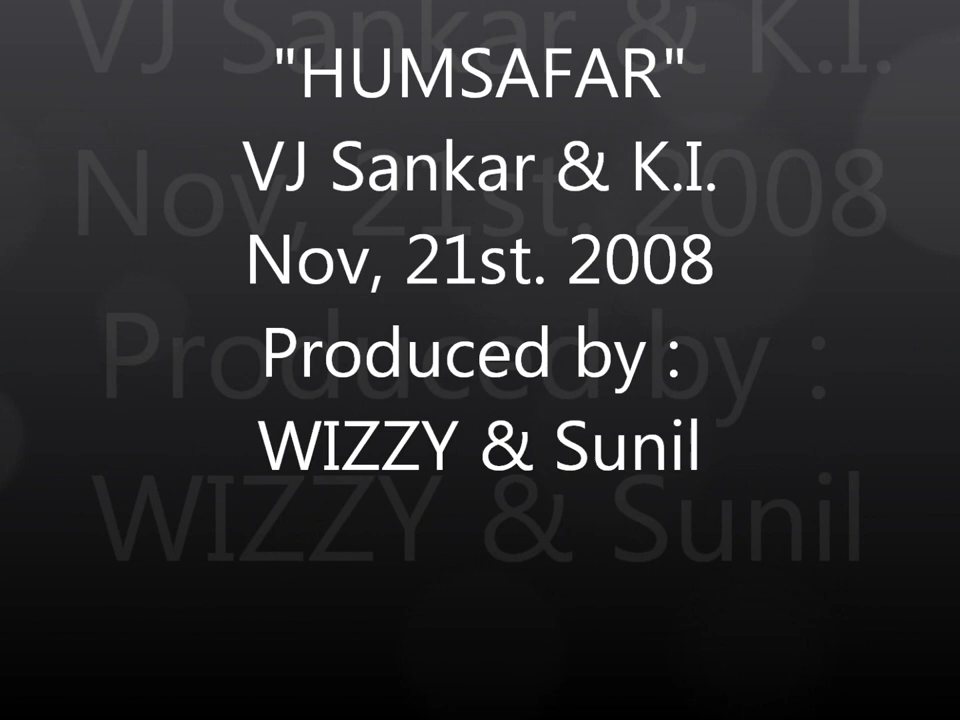 "HUMSAFAR"
VJ Sankar & K.I.
Nov, 21st. 2008
Produced by :
WIZZY & Sunil